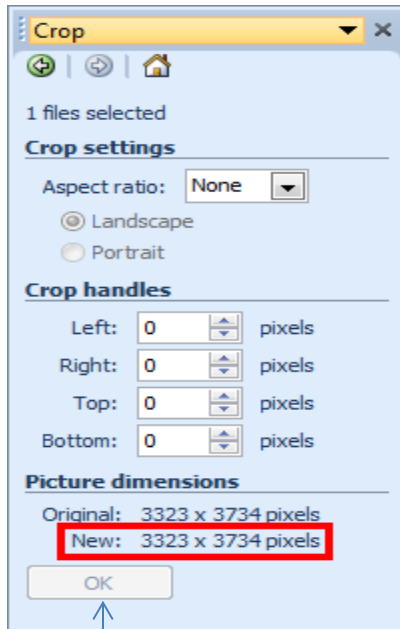 Crop
1 files selected
Crop settings
Aspect ratio: None
Landscape
Portrait
Crop handles
Left: 0 pixels
Right: 0 pixels
Top: 0 pixels
Bottom: 0 pixels
Picture dimensions
Original: 3323 x 3734 pixels
New: 3323 x 3734 pixels
OK